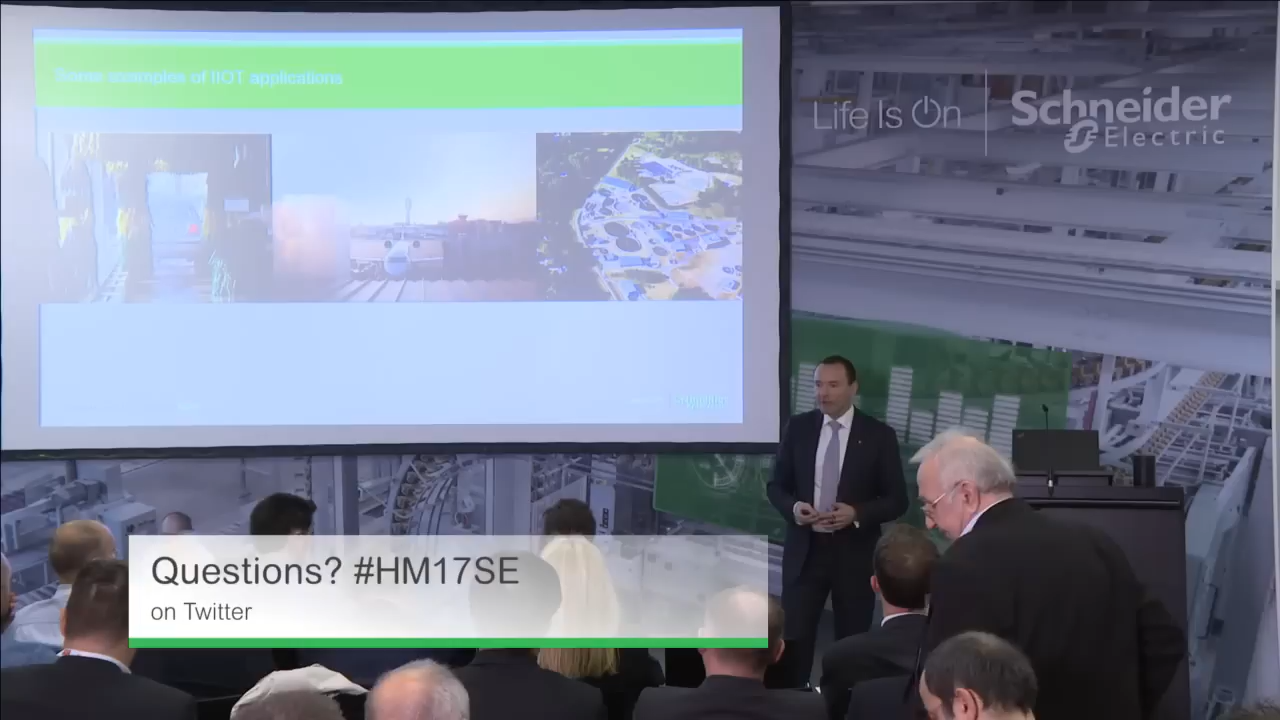 Some examples of IIOT applications
Life Is On
Schneider
Electric
Questions? #HM17SE
on Twitter